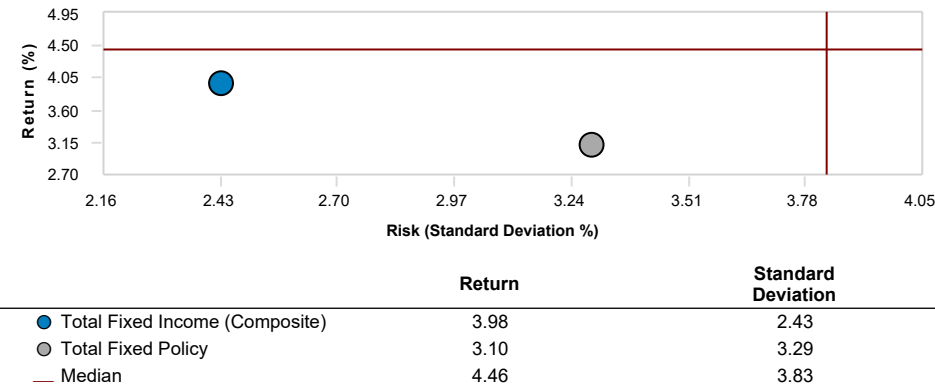 4.95
4.50
4.05
3.60
3.15
2.70
Return (%)
2.16 2.43 2.70 2.97 3.24 3.51 3.78 4.05
Risk (Standard Deviation %)
Return Standard Deviation
Total Fixed Income (Composite) 3.98 2.43
Total Fixed Policy 3.10 3.29
Median 4.46 3.83